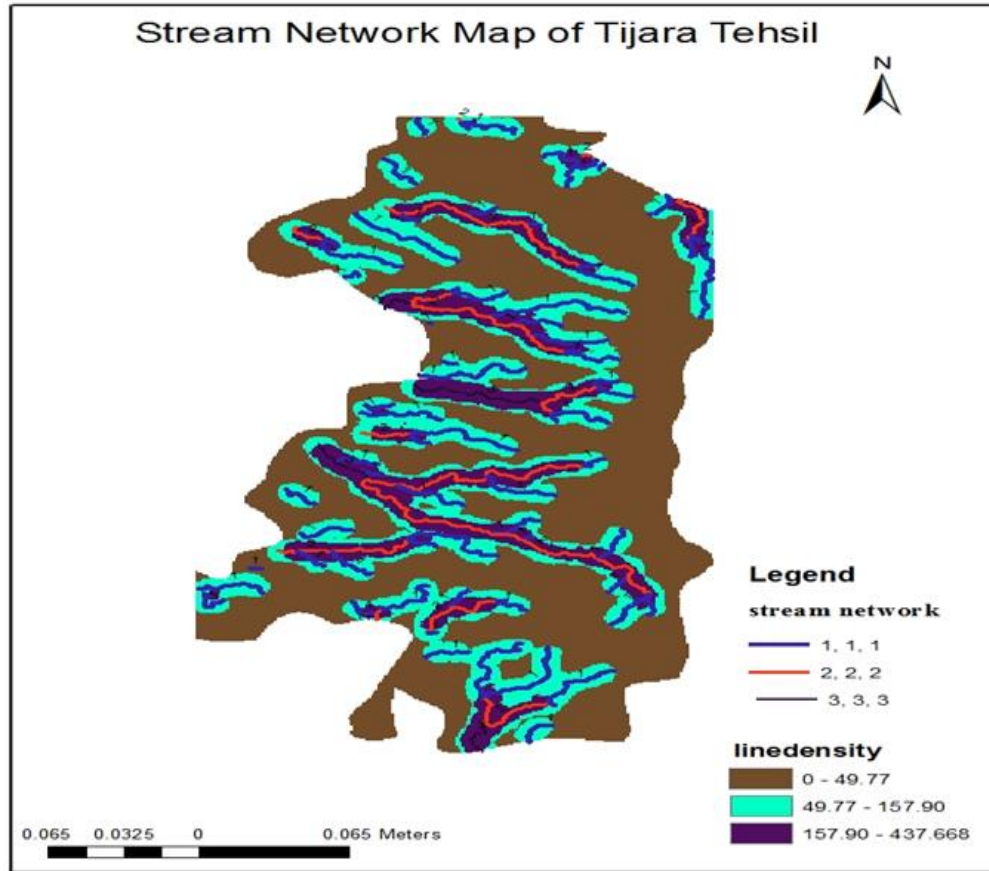 Stream Network Map of Tijara Tehsil
N
Legend
stream network
1, 1, 1
2, 2, 2
3, 3, 3
linedensity
0 - 49.77
49.77 - 157.90
157.90 - 437.668
0.065 0.0325 0 0.065 Meters